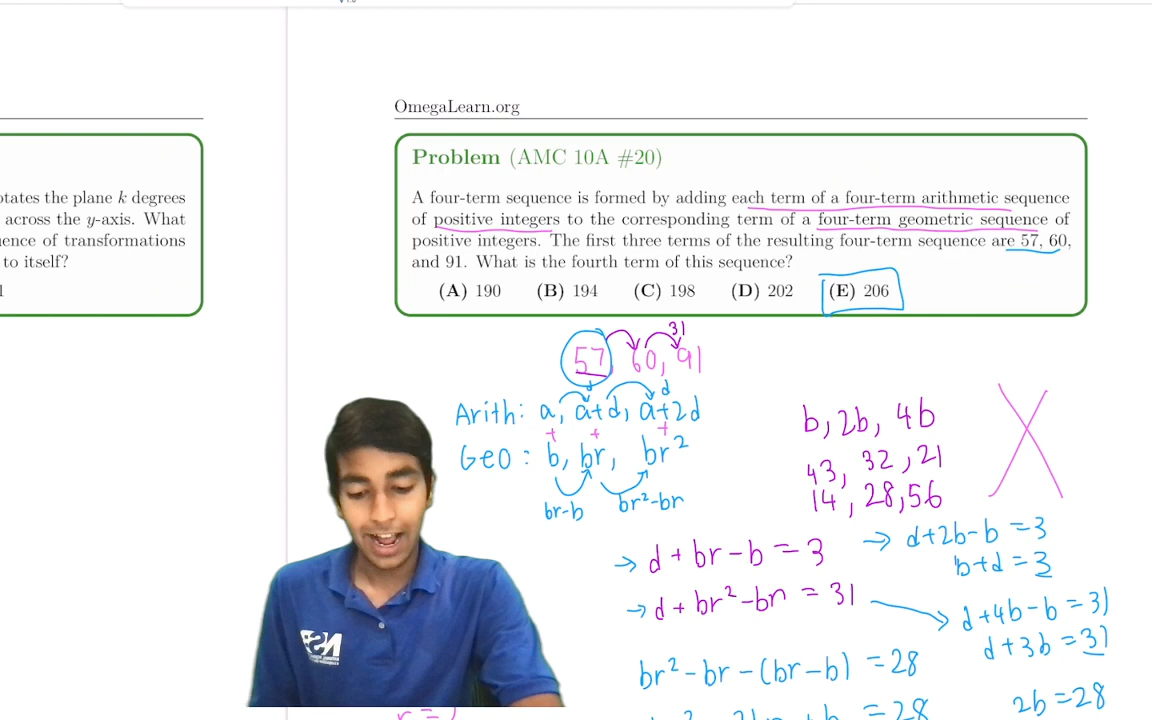 OmegaLearn.org
Problem (AMC 10A #20)
otates the plane k degrees
across the y-axis. What
uence of transformations
to itself?
A four-term sequence is formed by adding each term of a four-term arithmetic sequence
of positive integers to the corresponding term of a four-term geometric sequence of
positive integers. The first three terms of the resulting four-term sequence are 57, 60,
and 91. What is the fourth term of this sequence?
(A) 190 (B) 194 (C) 198 (D) 202 (E) 206
31
57, 60, 91
d d
Arith: a, a+d, a+2d
+ + +
Geo: b, br, br²
br-b br²-br
b, 2b, 4b
43, 32, 21
14, 28, 56
→ d + br - b = 3
→ d + br² - br = 31
→ d+2b-b = 3
b+d = 3
d+4b-b = 31
d+3b = 31
br² - br - (br-b) = 28
2b = 28